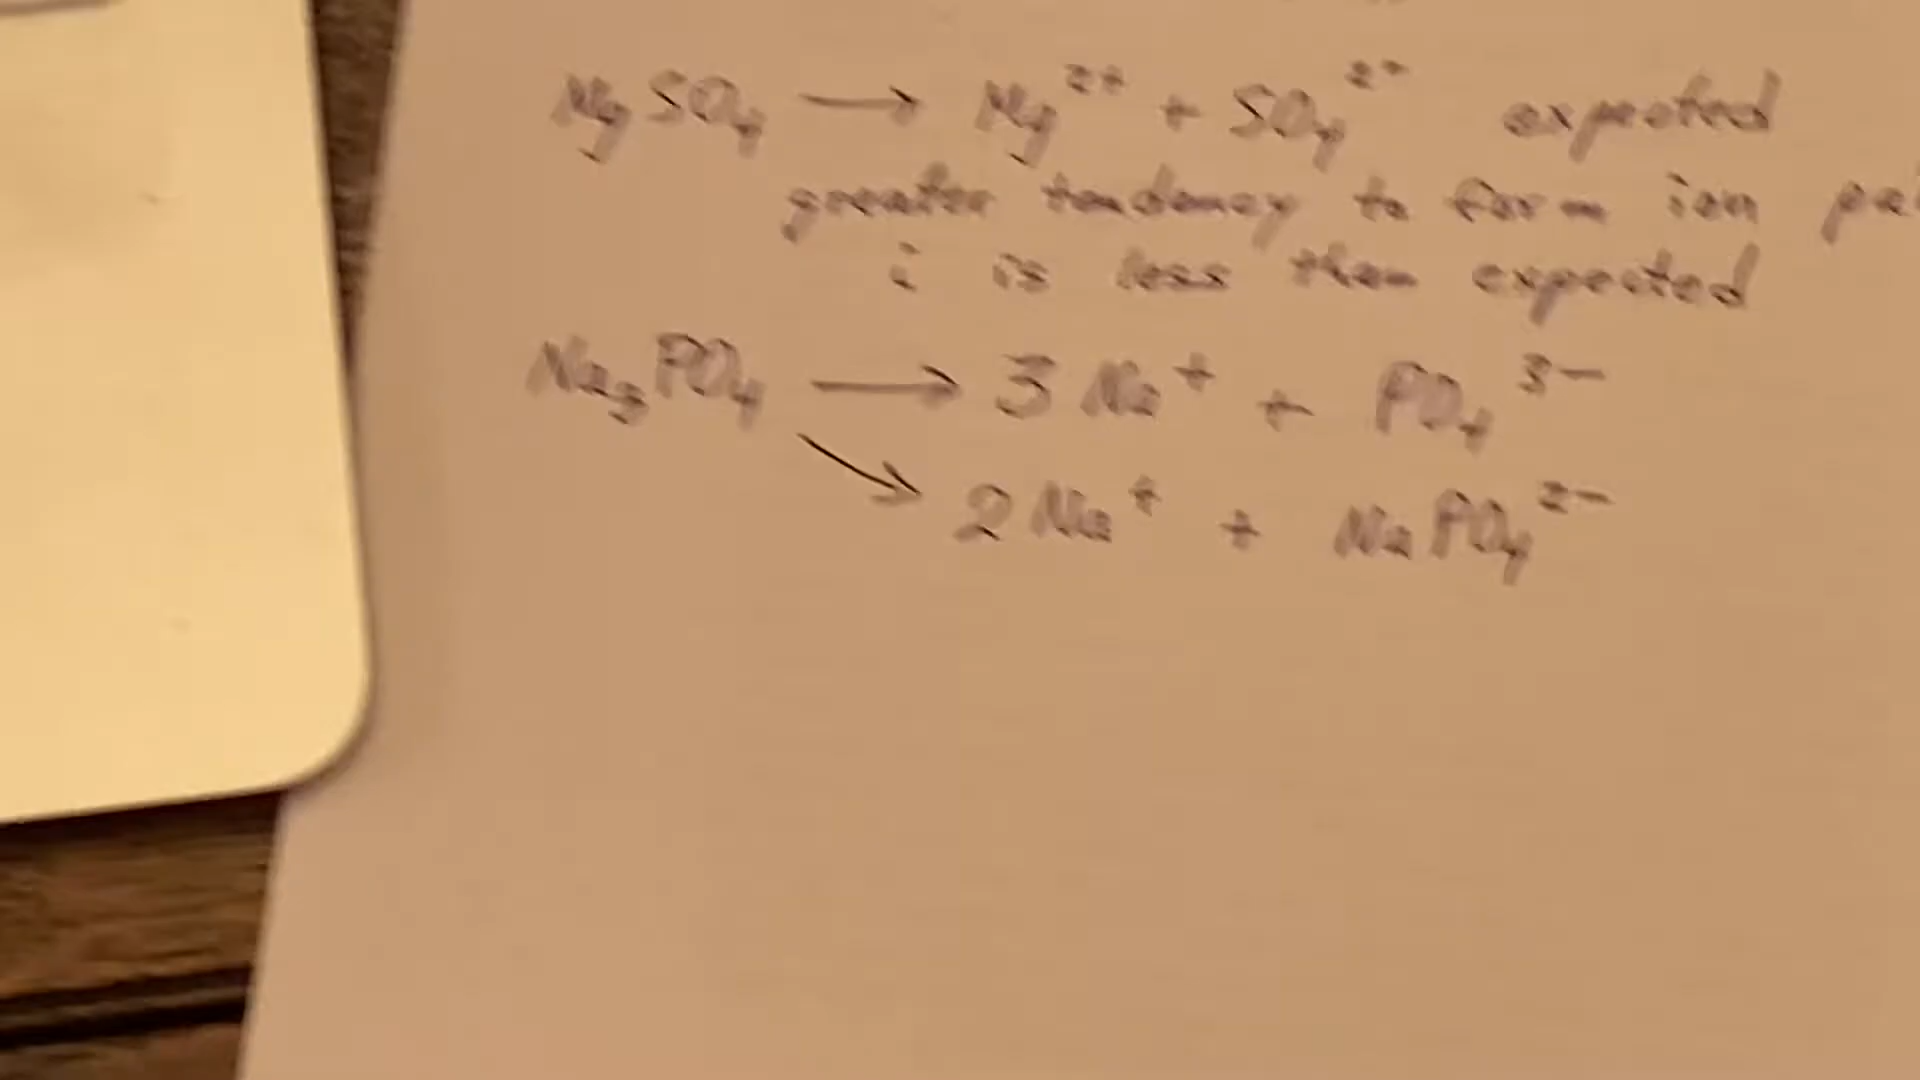 MgSO₄ → Mg²⁺ + SO₄²⁻ expected
greater tendency to form ion
i is less than expected
Na₃PO₄ → 3 Na⁺ + PO₄³⁻
↘ 2 Na⁺ + NaPO₄²⁻